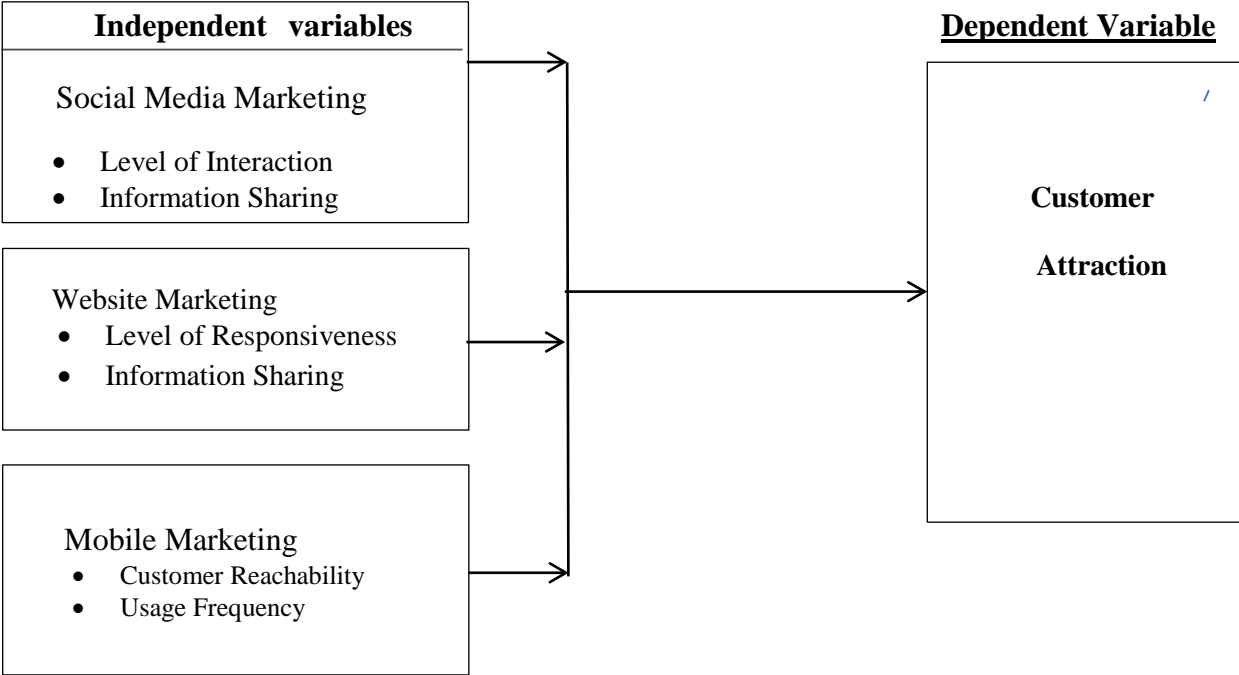 Independent variables
Social Media Marketing
• Level of Interaction
• Information Sharing
Website Marketing
• Level of Responsiveness
• Information Sharing
Mobile Marketing
• Customer Reachability
• Usage Frequency
Dependent Variable
Customer
Attraction